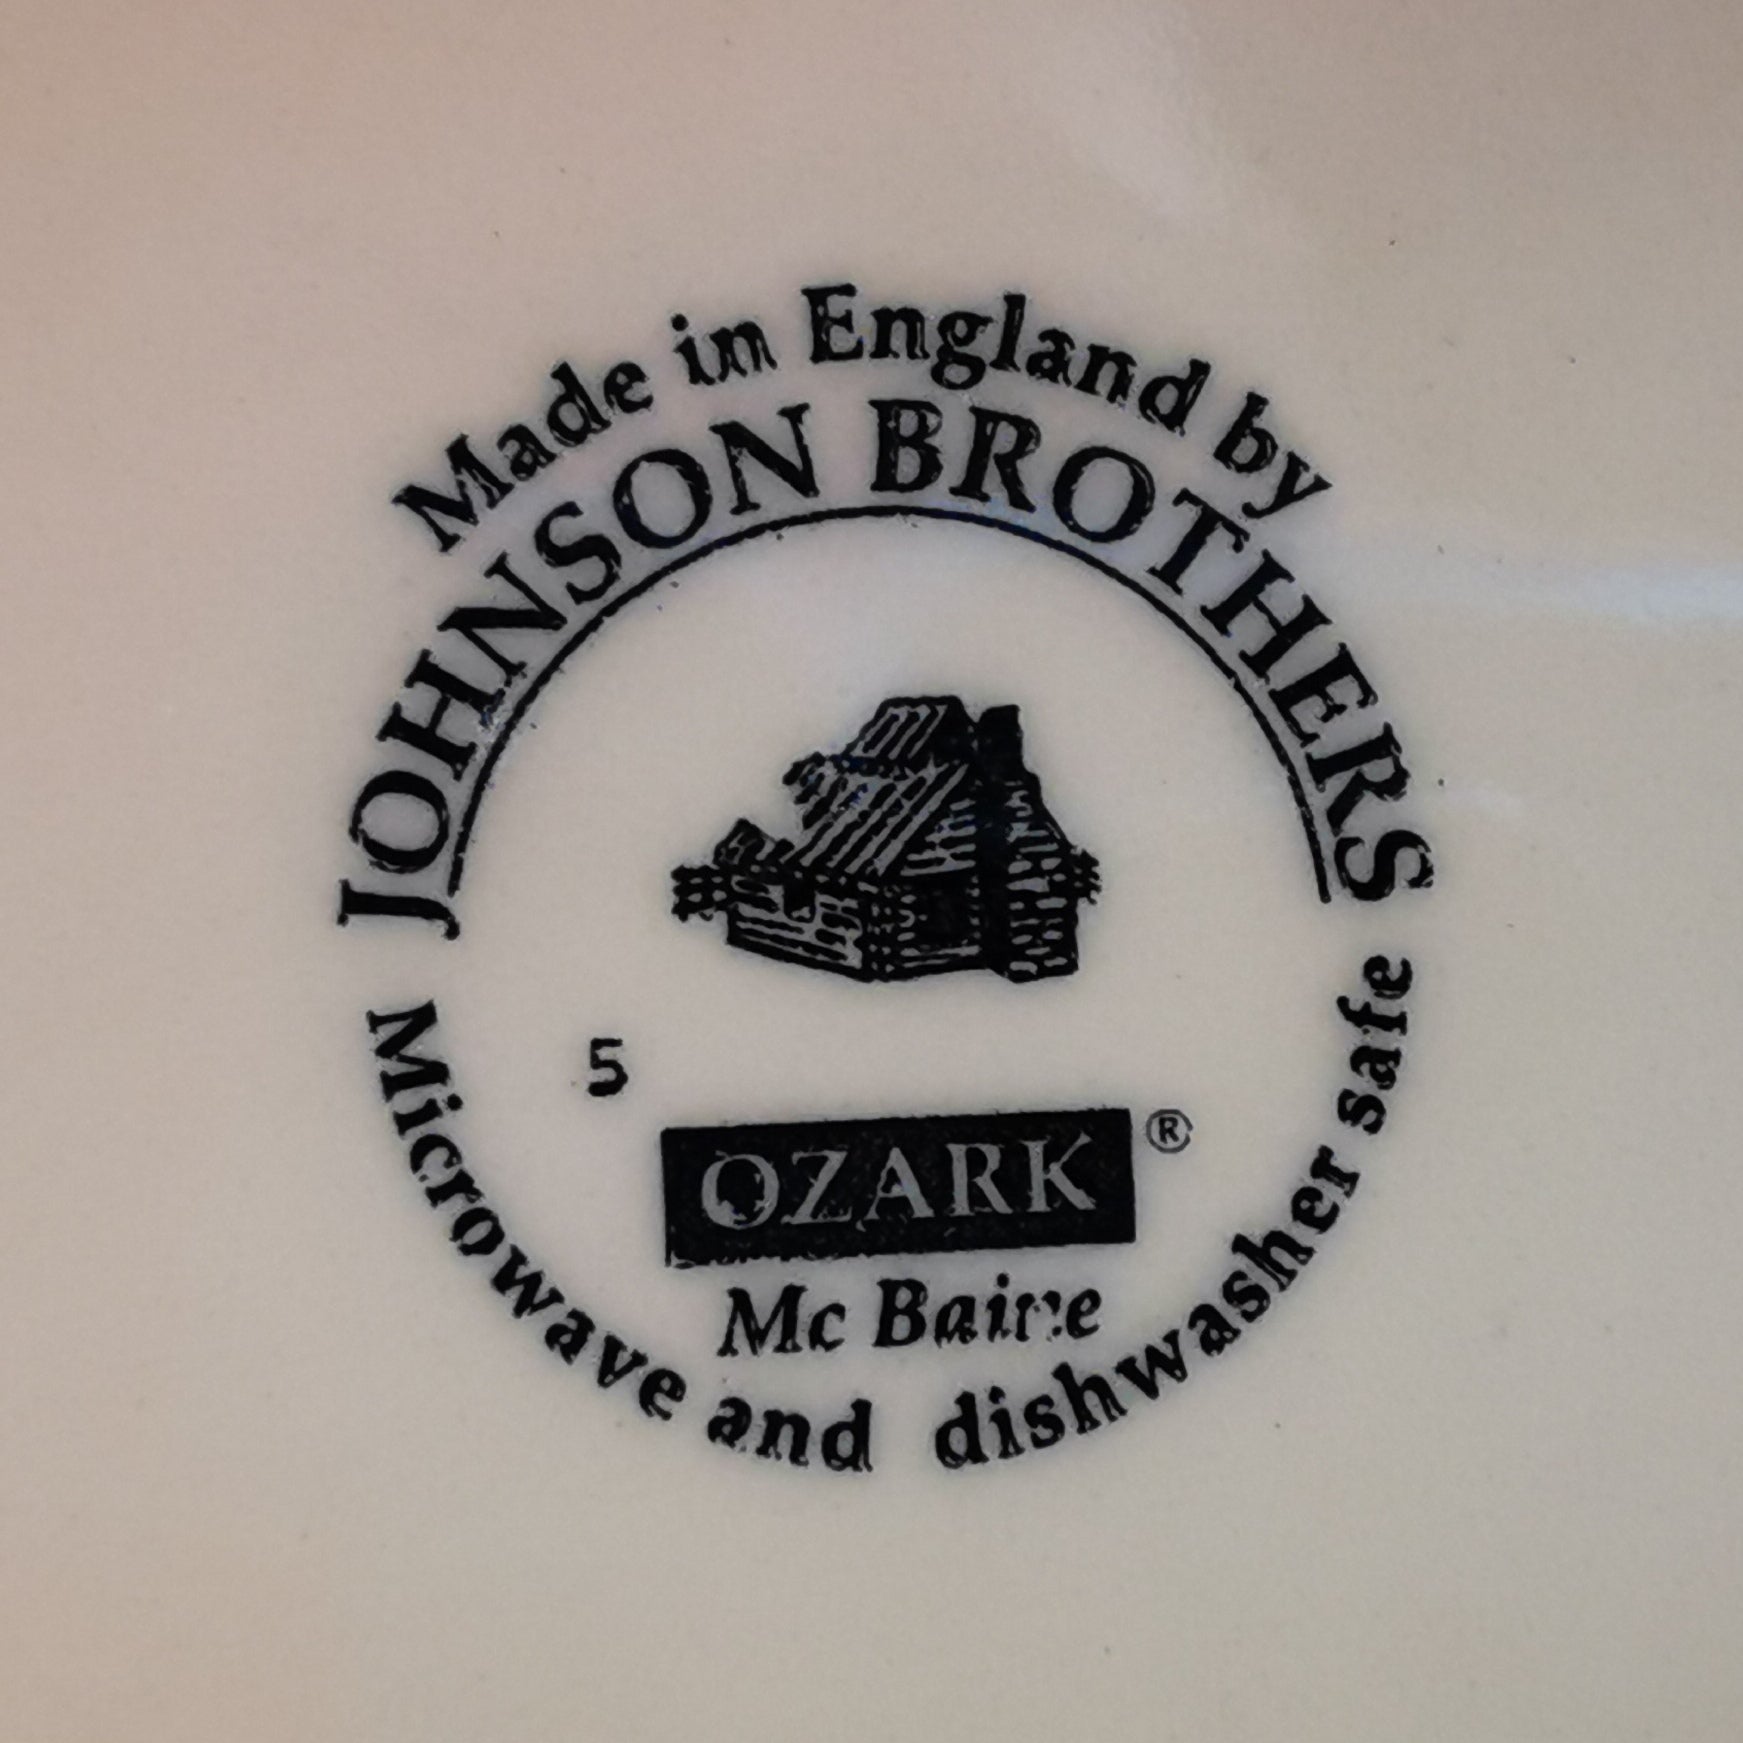 Made in England by
JOHNSON BROTHERS
5
OZARK ®
Mc Baine
Microwave and dishwasher safe